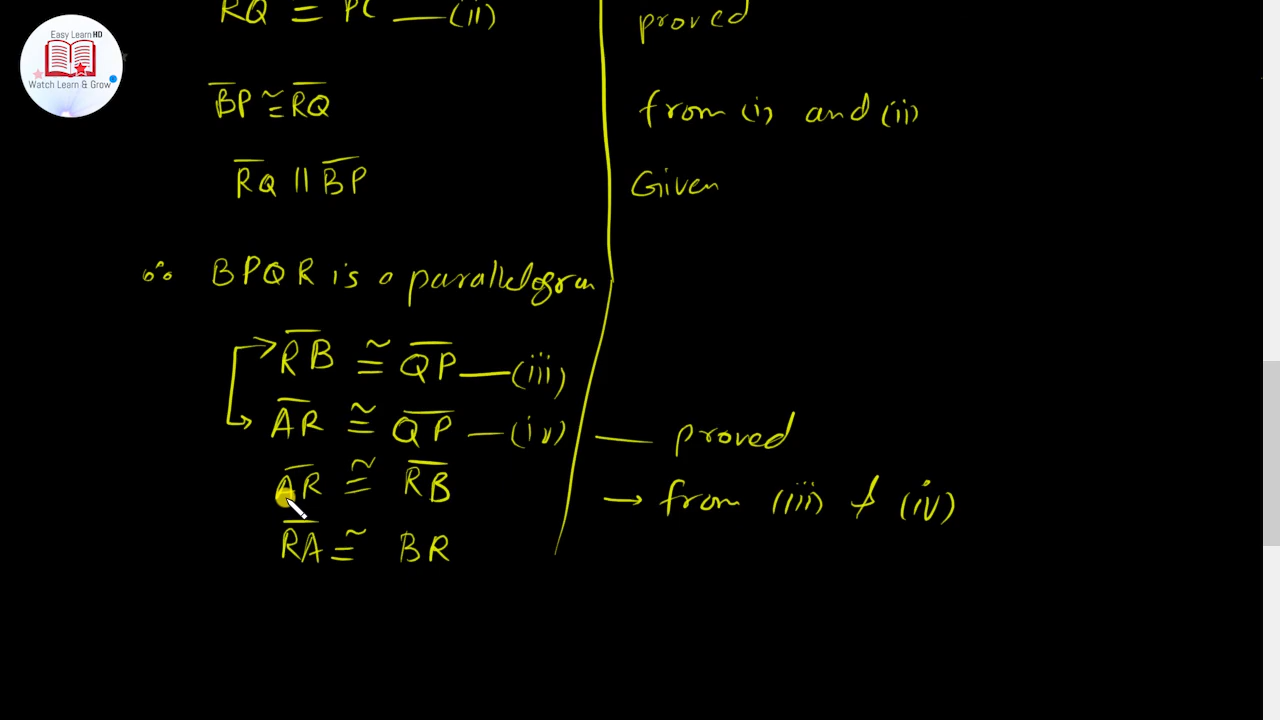 Easy Learn HD
Watch Learn & Grow
RQ ≅ PC —(ii) proved
BP ≅ RQ from (i) and (ii)
RQ || BP Given
∴ BPQR is a parallelogram
RB ≅ QP —(iii)
AR ≅ QP —(iv) — proved
AR ≅ RB → from (iii) & (iv)
RA ≅ BR